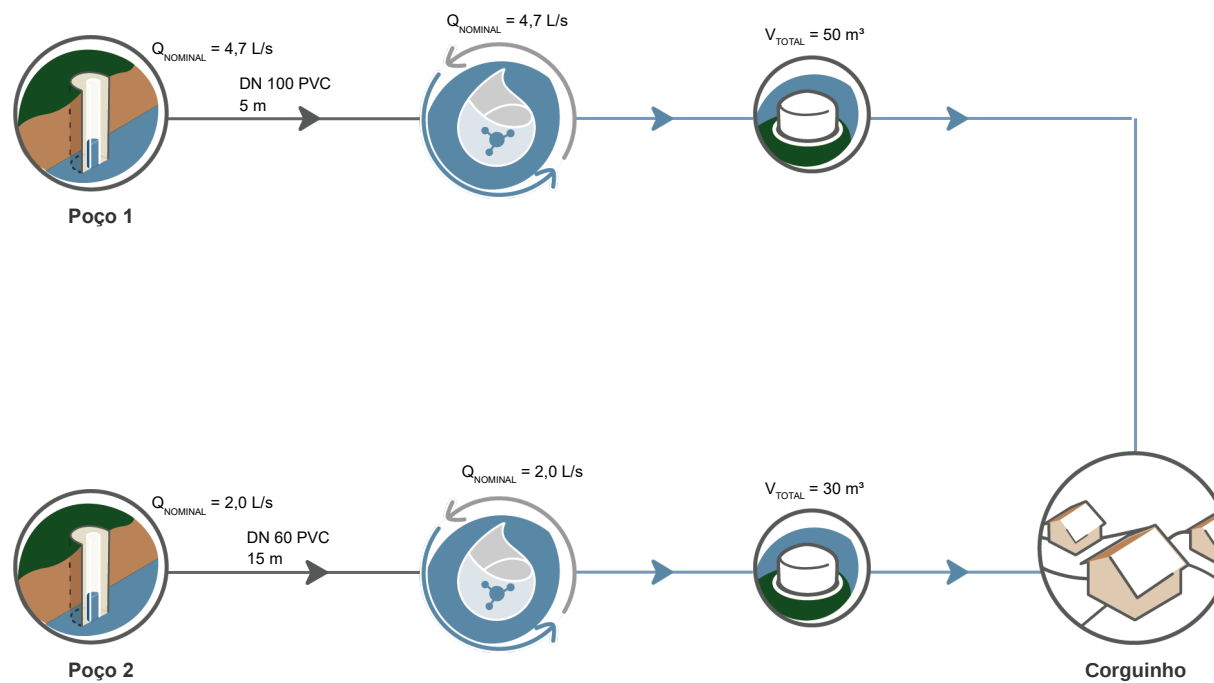 Q_NOMINAL = 4,7 L/s
Q_NOMINAL = 4,7 L/s
V_TOTAL = 50 m³
DN 100 PVC
5 m
Poço 1
Q_NOMINAL = 2,0 L/s
Q_NOMINAL = 2,0 L/s
V_TOTAL = 30 m³
DN 60 PVC
15 m
Poço 2
Corguinho